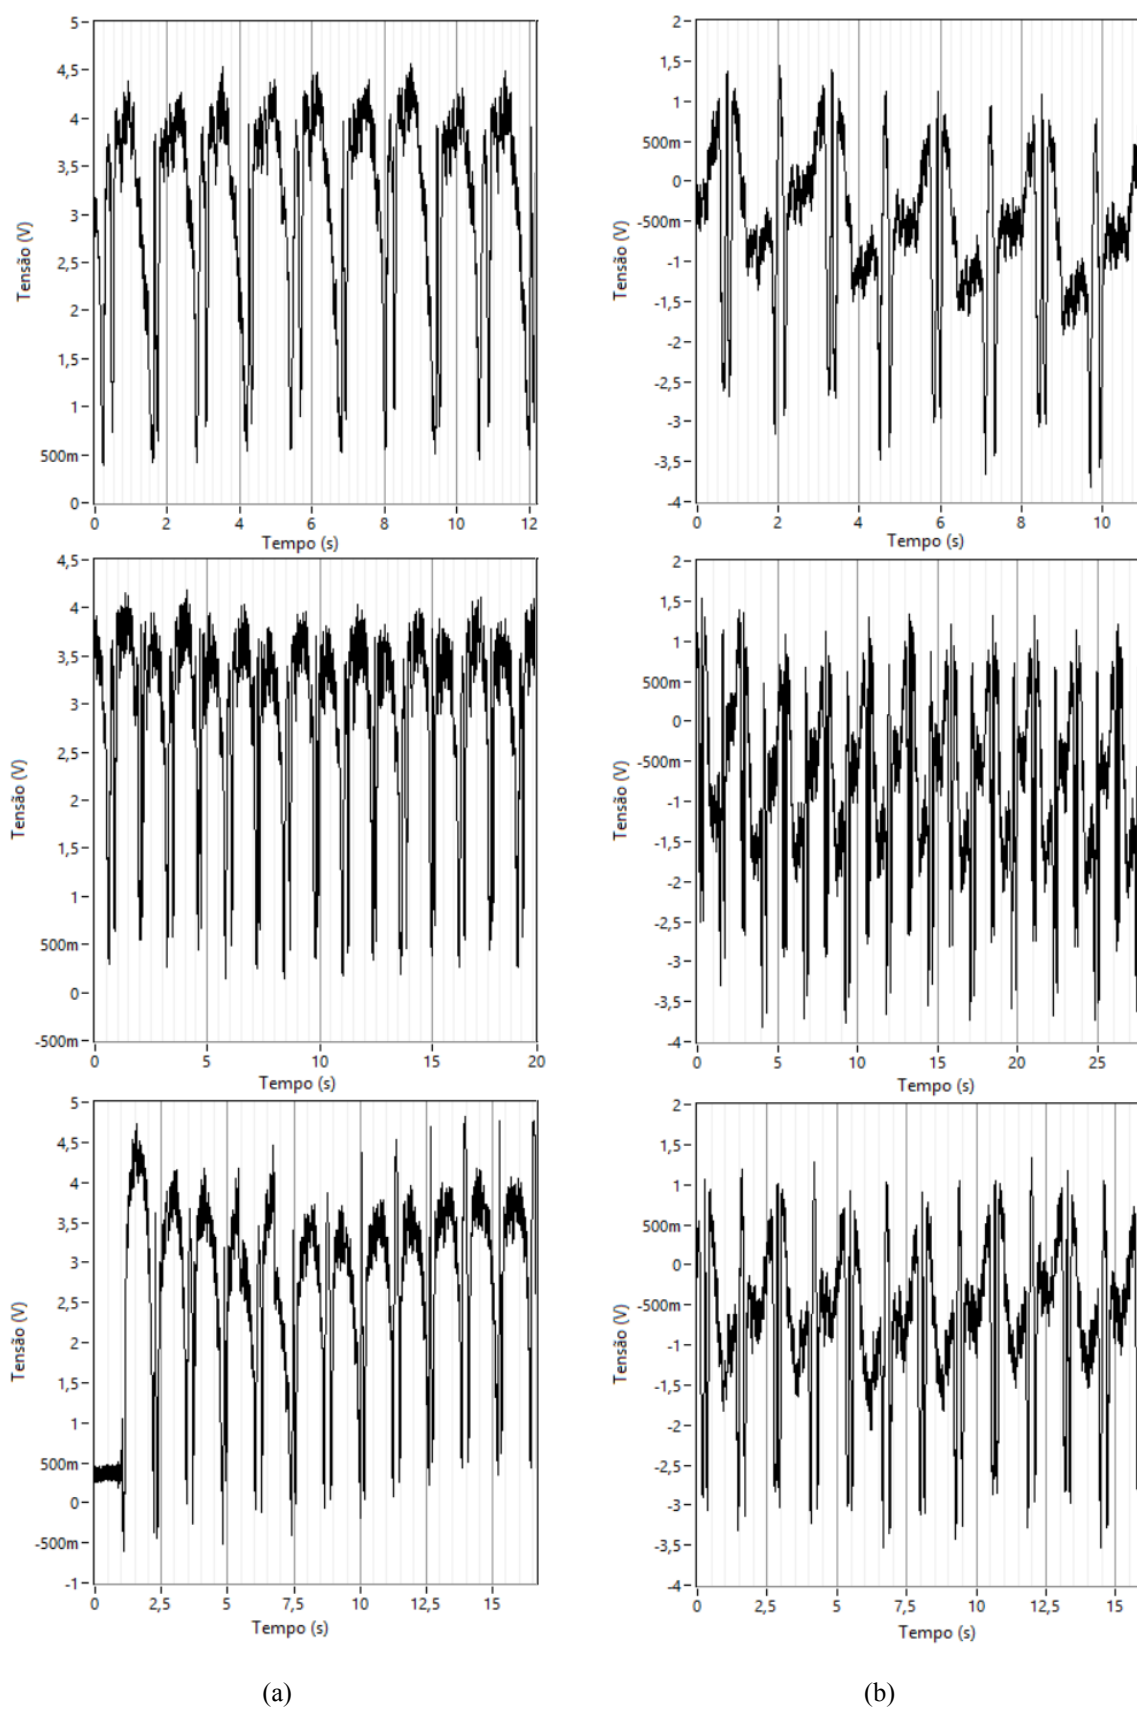 5
4,5
4
3,5
3
2,5
2
1,5
1
500m
0
Tensão (V)
0 2 4 6 8 10 12
Tempo (s)
2
1,5
1
500m
0
-500m
-1
-1,5
-2
-2,5
-3
-3,5
-4
Tensão (V)
0 2 4 6 8 10
Tempo (s)
4,5
4
3,5
3
2,5
2
1,5
1
500m
0
-500m
Tensão (V)
0 5 10 15 20
Tempo (s)
2
1,5
1
500m
0
-500m
-1
-1,5
-2
-2,5
-3
-3,5
-4
Tensão (V)
0 5 10 15 20 25
Tempo (s)
5
4,5
4
3,5
3
2,5
2
1,5
1
500m
0
-500m
-1
Tensão (V)
0 2,5 5 7,5 10 12,5 15
Tempo (s)
2
1,5
1
500m
0
-500m
-1
-1,5
-2
-2,5
-3
-3,5
-4
Tensão (V)
0 2,5 5 7,5 10 12,5 15
Tempo (s)
(a) (b)